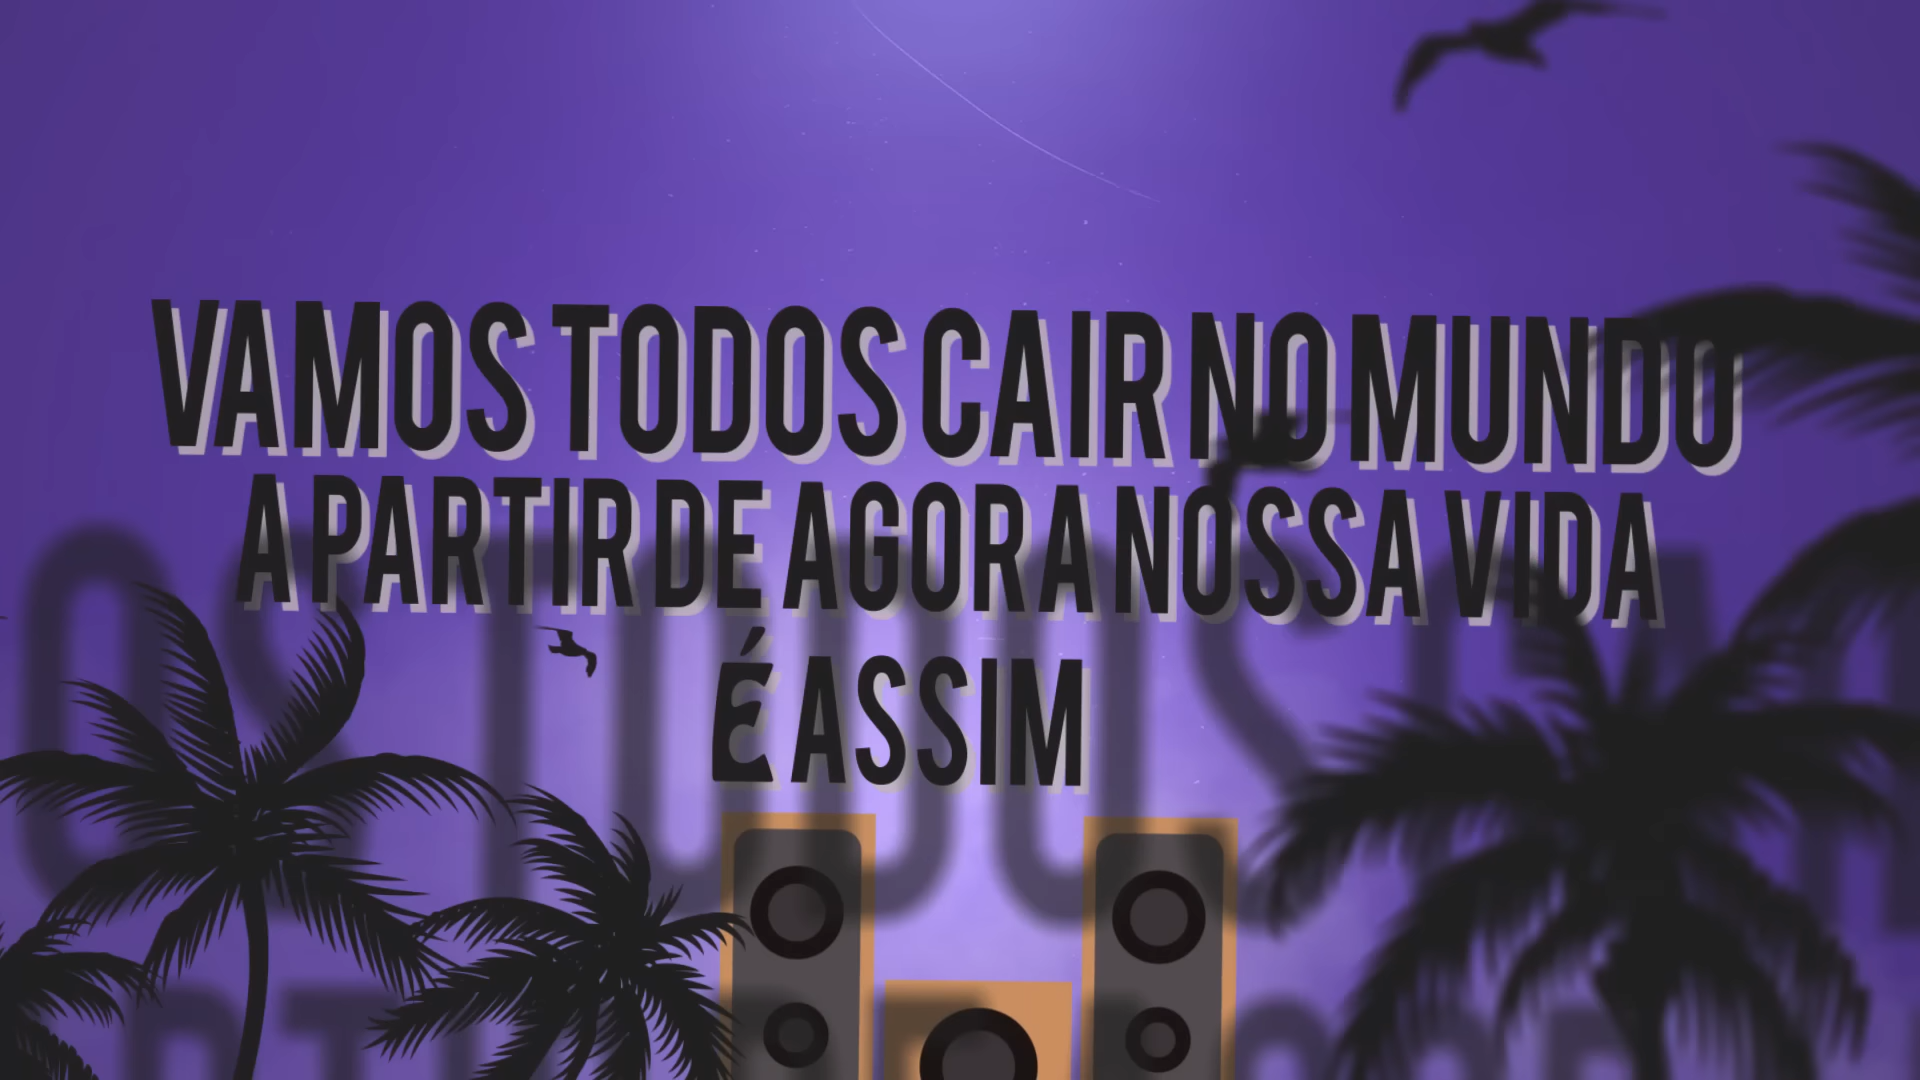 VAMOS TODOS CAIR NO MUNDO
A PARTIR DE AGORA NOSSA VIDA
É ASSIM